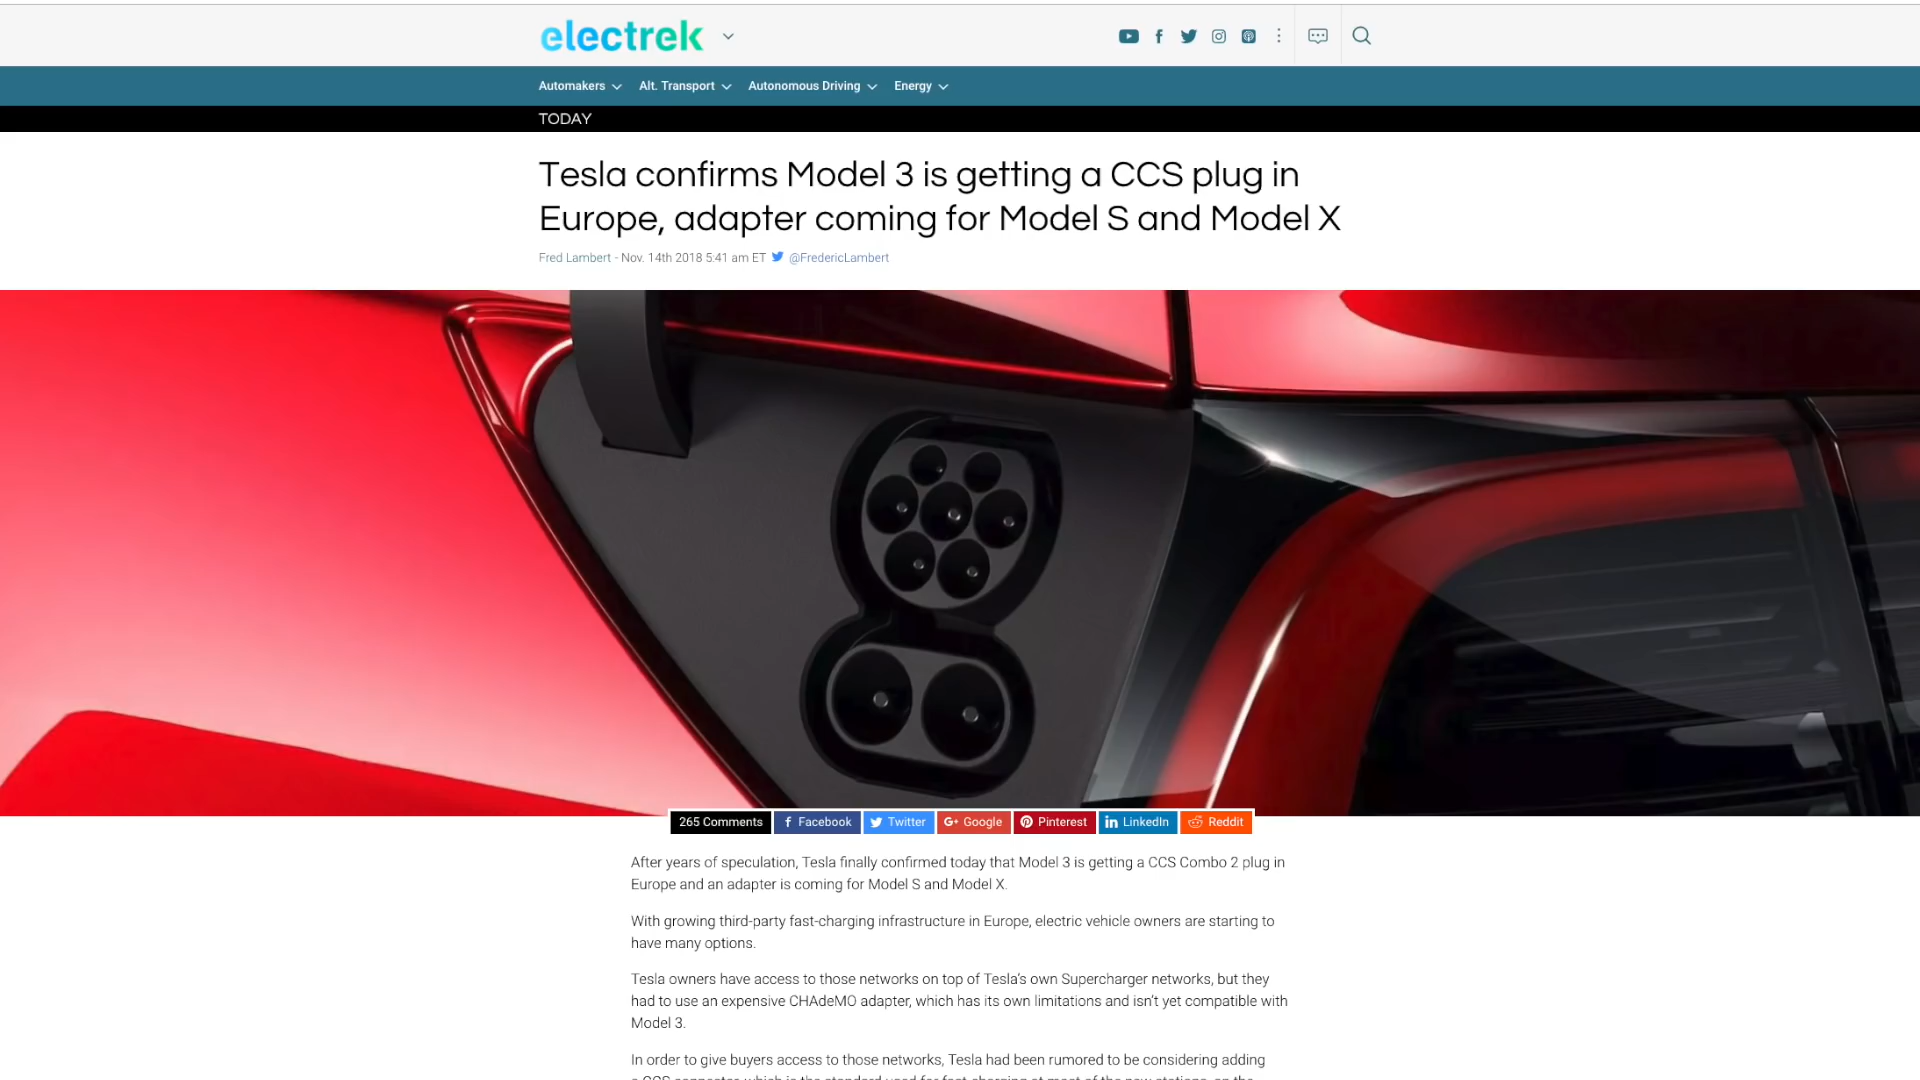 electrek
Automakers Alt. Transport Autonomous Driving Energy
TODAY
Tesla confirms Model 3 is getting a CCS plug in
Europe, adapter coming for Model S and Model X
Fred Lambert - Nov. 14th 2018 5:41 am ET @FredericLambert
265 Comments Facebook Twitter G+ Google Pinterest LinkedIn Reddit
After years of speculation, Tesla finally confirmed today that Model 3 is getting a CCS Combo 2 plug in
Europe and an adapter is coming for Model S and Model X.
With growing third-party fast-charging infrastructure in Europe, electric vehicle owners are starting to
have many options.
Tesla owners have access to those networks on top of Tesla's own Supercharger networks, but they
had to use an expensive CHAdeMO adapter, which has its own limitations and isn't yet compatible with
Model 3.
In order to give buyers access to those networks, Tesla had been rumored to be considering adding